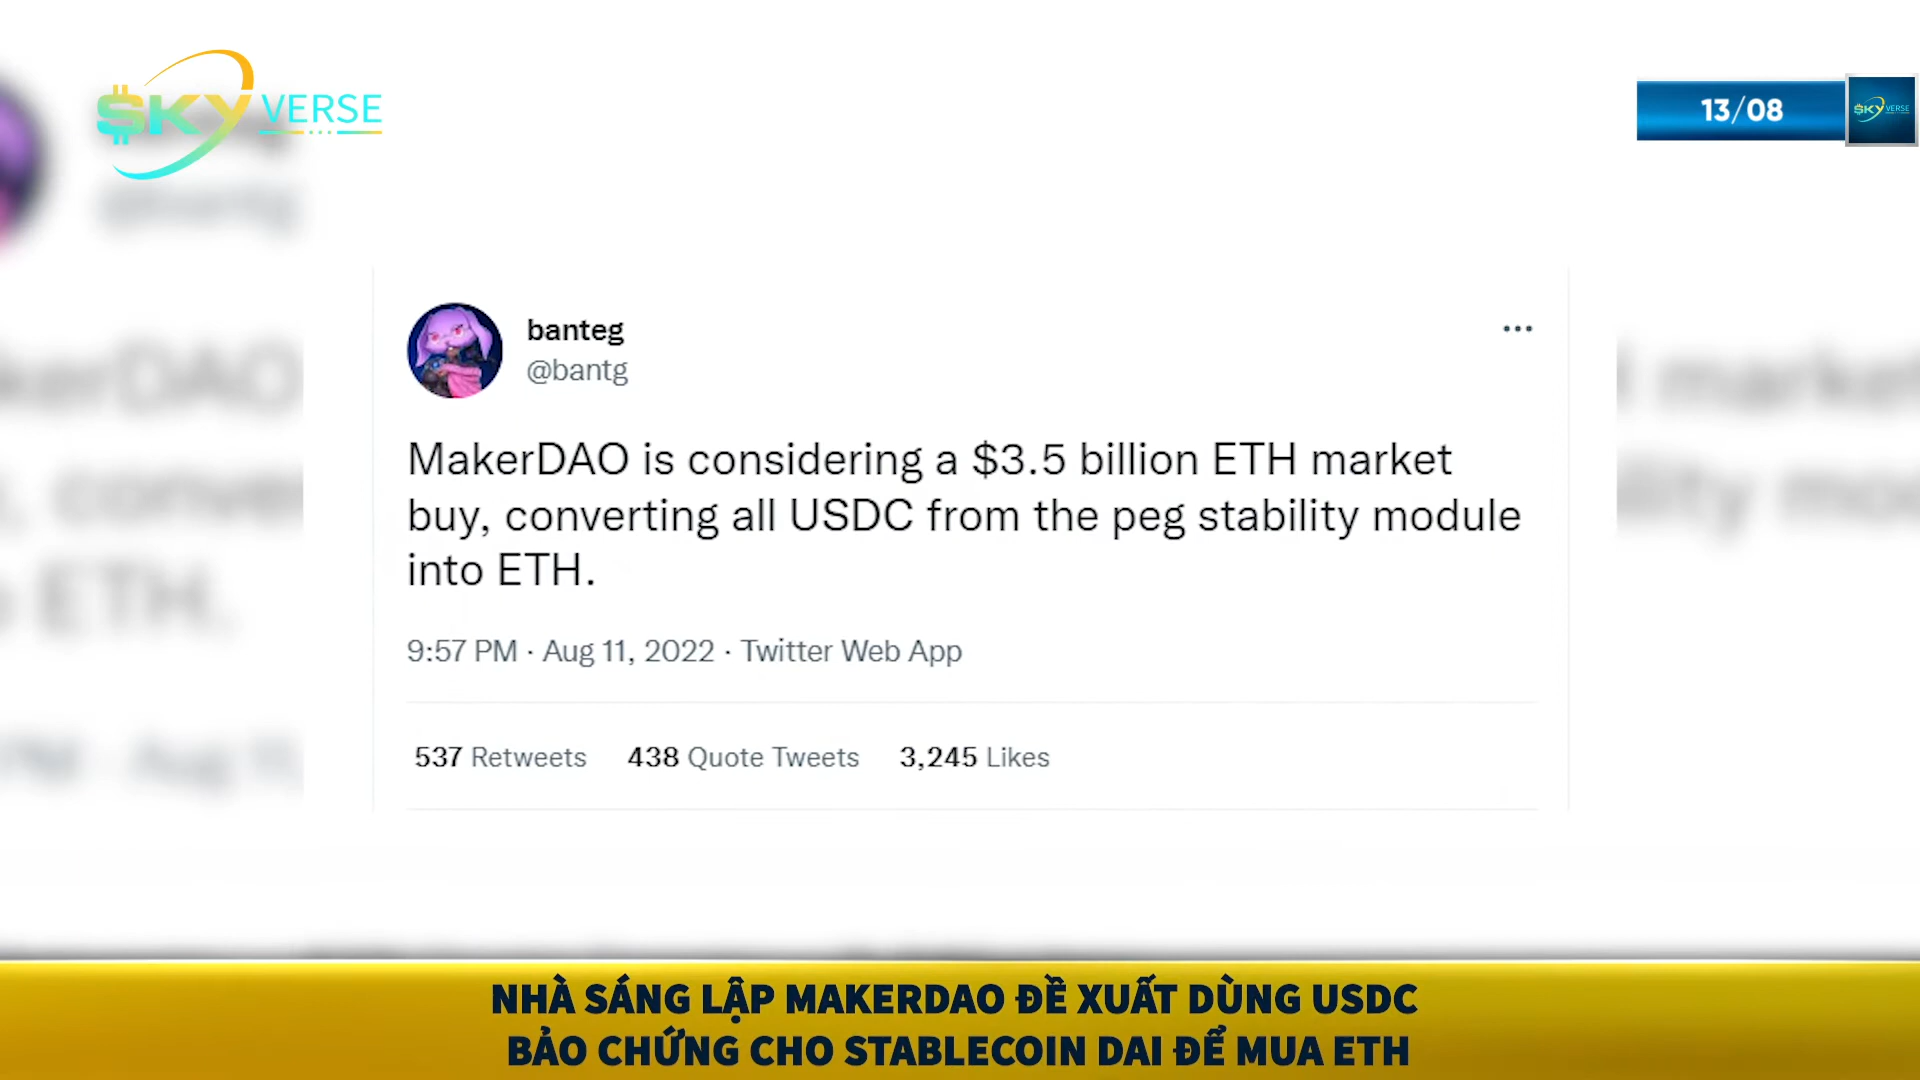 $KY VERSE
13/08
$KY VERSE
banteg
@bantg
MakerDAO is considering a $3.5 billion ETH market
buy, converting all USDC from the peg stability module
into ETH.
9:57 PM · Aug 11, 2022 · Twitter Web App
537 Retweets 438 Quote Tweets 3,245 Likes
NHÀ SÁNG LẬP MAKERDAO ĐỀ XUẤT DÙNG USDC
BẢO CHỨNG CHO STABLECOIN DAI ĐỂ MUA ETH